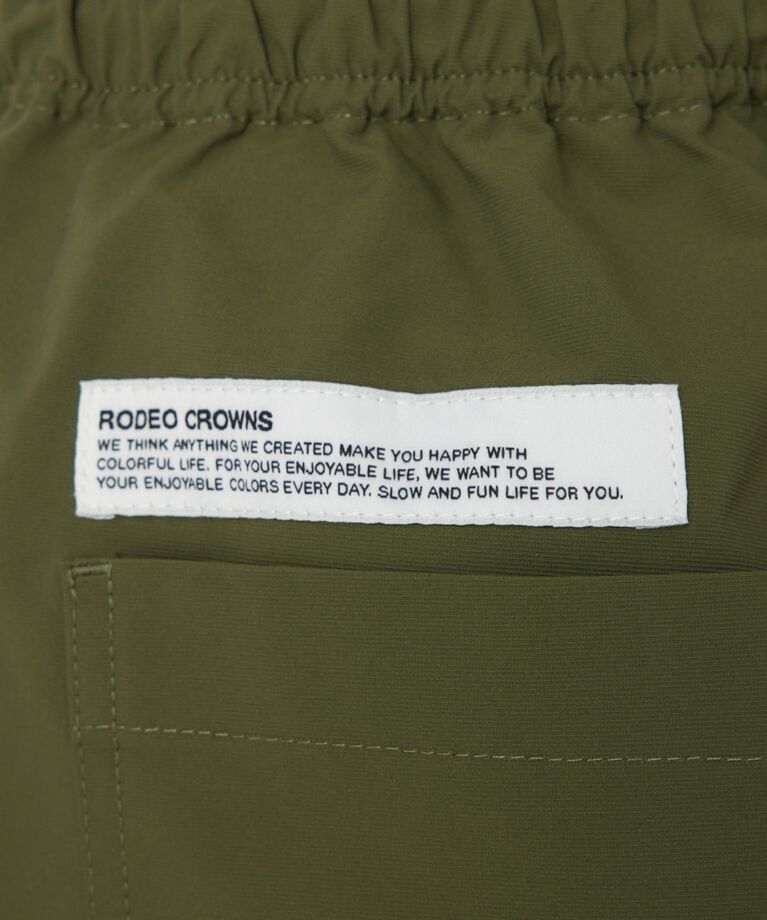 RODEO CROWNS
WE THINK ANYTHING WE CREATED MAKE YOU HAPPY WITH
COLORFUL LIFE. FOR YOUR ENJOYABLE LIFE, WE WANT TO BE
YOUR ENJOYABLE COLORS EVERY DAY. SLOW AND FUN LIFE FOR YOU.